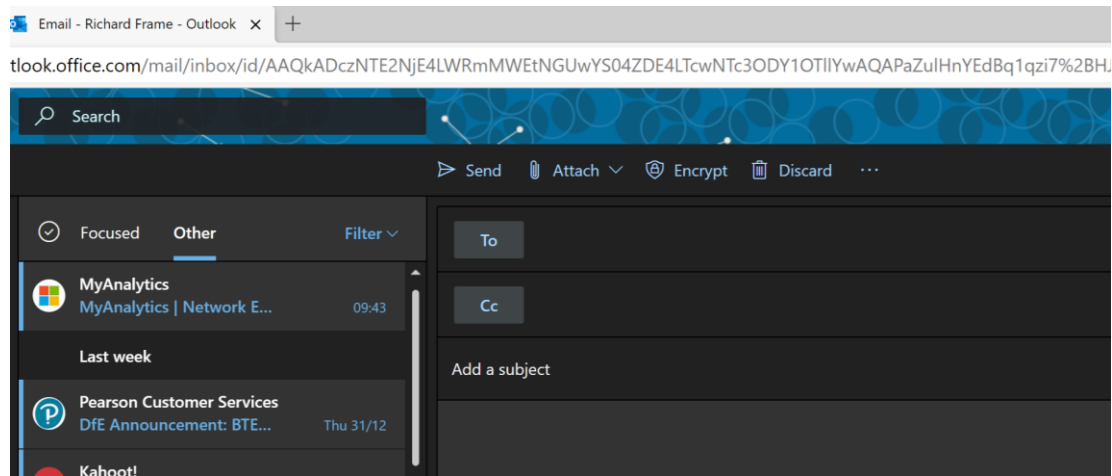 Email - Richard Frame - Outlook
tlook.office.com/mail/inbox/id/AAQkADczNTE2NjE4LWRmMWEtNGUwYS04ZDE4LTcwNTc3ODY1OTllYwAQAPaZulHnYEdBq1qzi7%2BHJ
Search
Send Attach Encrypt Discard ...
Focused Other Filter
To
MyAnalytics
MyAnalytics | Network E... 09:43
Cc
Last week
Add a subject
Pearson Customer Services
DfE Announcement: BTE... Thu 31/12
Kahoot!